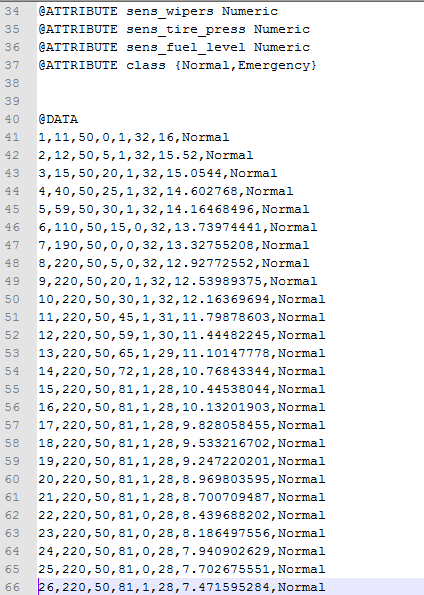 34 @ATTRIBUTE sens_wipers Numeric
35 @ATTRIBUTE sens_tire_press Numeric
36 @ATTRIBUTE sens_fuel_level Numeric
37 @ATTRIBUTE class {Normal,Emergency}
38
39
40 @DATA
41 1,11,50,0,1,32,16,Normal
42 2,12,50,5,1,32,15.52,Normal
43 3,15,50,20,1,32,15.0544,Normal
44 4,40,50,25,1,32,14.602768,Normal
45 5,59,50,30,1,32,14.16468496,Normal
46 6,110,50,15,0,32,13.73974441,Normal
47 7,190,50,0,0,32,13.32755208,Normal
48 8,220,50,5,0,32,12.92772552,Normal
49 9,220,50,20,1,32,12.53989375,Normal
50 10,220,50,30,1,32,12.16369694,Normal
51 11,220,50,45,1,31,11.79878603,Normal
52 12,220,50,59,1,30,11.44482245,Normal
53 13,220,50,65,1,29,11.10147778,Normal
54 14,220,50,72,1,28,10.76843344,Normal
55 15,220,50,81,1,28,10.44538044,Normal
56 16,220,50,81,1,28,10.13201903,Normal
57 17,220,50,81,1,28,9.828058455,Normal
58 18,220,50,81,1,28,9.533216702,Normal
59 19,220,50,81,1,28,9.247220201,Normal
60 20,220,50,81,1,28,8.969803595,Normal
61 21,220,50,81,1,28,8.700709487,Normal
62 22,220,50,81,0,28,8.439688202,Normal
63 23,220,50,81,0,28,8.186497556,Normal
64 24,220,50,81,0,28,7.940902629,Normal
65 25,220,50,81,0,28,7.702675551,Normal
66 26,220,50,81,1,28,7.471595284,Normal